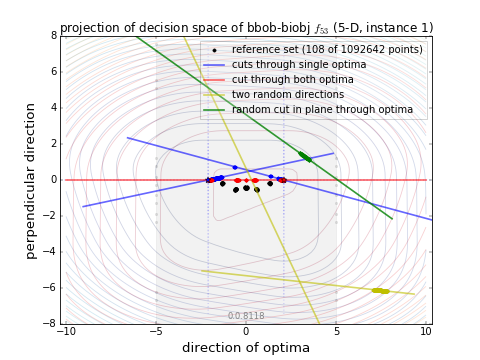 projection of decision space of bbob-biobj f53 (5-D, instance 1)
reference set (108 of 1092642 points)
cuts through single optima
cut through both optima
two random directions
random cut in plane through optima
perpendicular direction
8
6
4
2
0
−2
−4
−6
−8
0.0.8118
−10 −5 0 5 10
direction of optima